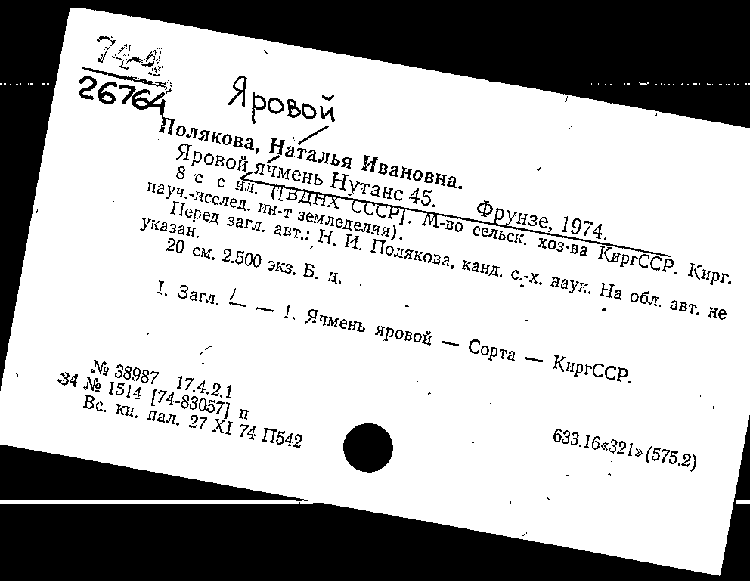 74-4
26764
Яровой
Полякова, Наталья Ивановна.
Яровой ячмень Нутанс 45. Фрунзе, 1974.
8 с с ил. (ВДНХ СССР). М-во сельск. хоз-ва КиргССР. Кирг.
науч.-исслед. ин-т земледелия).
Перед загл. авт.: Н. И. Полякова, канд. с.-х. наук. На обл. авт. не
указан.
20 см. 2.500 экз. Б. ц.
I. Загл. — — 1. Ячмень яровой — Сорта — КиргССР.
№ 38987 17.4.2.1
34 № 1514 [74-83057] п
Вс. кн. пал. 27 XI 74 П542
633.16«321»(575.2)